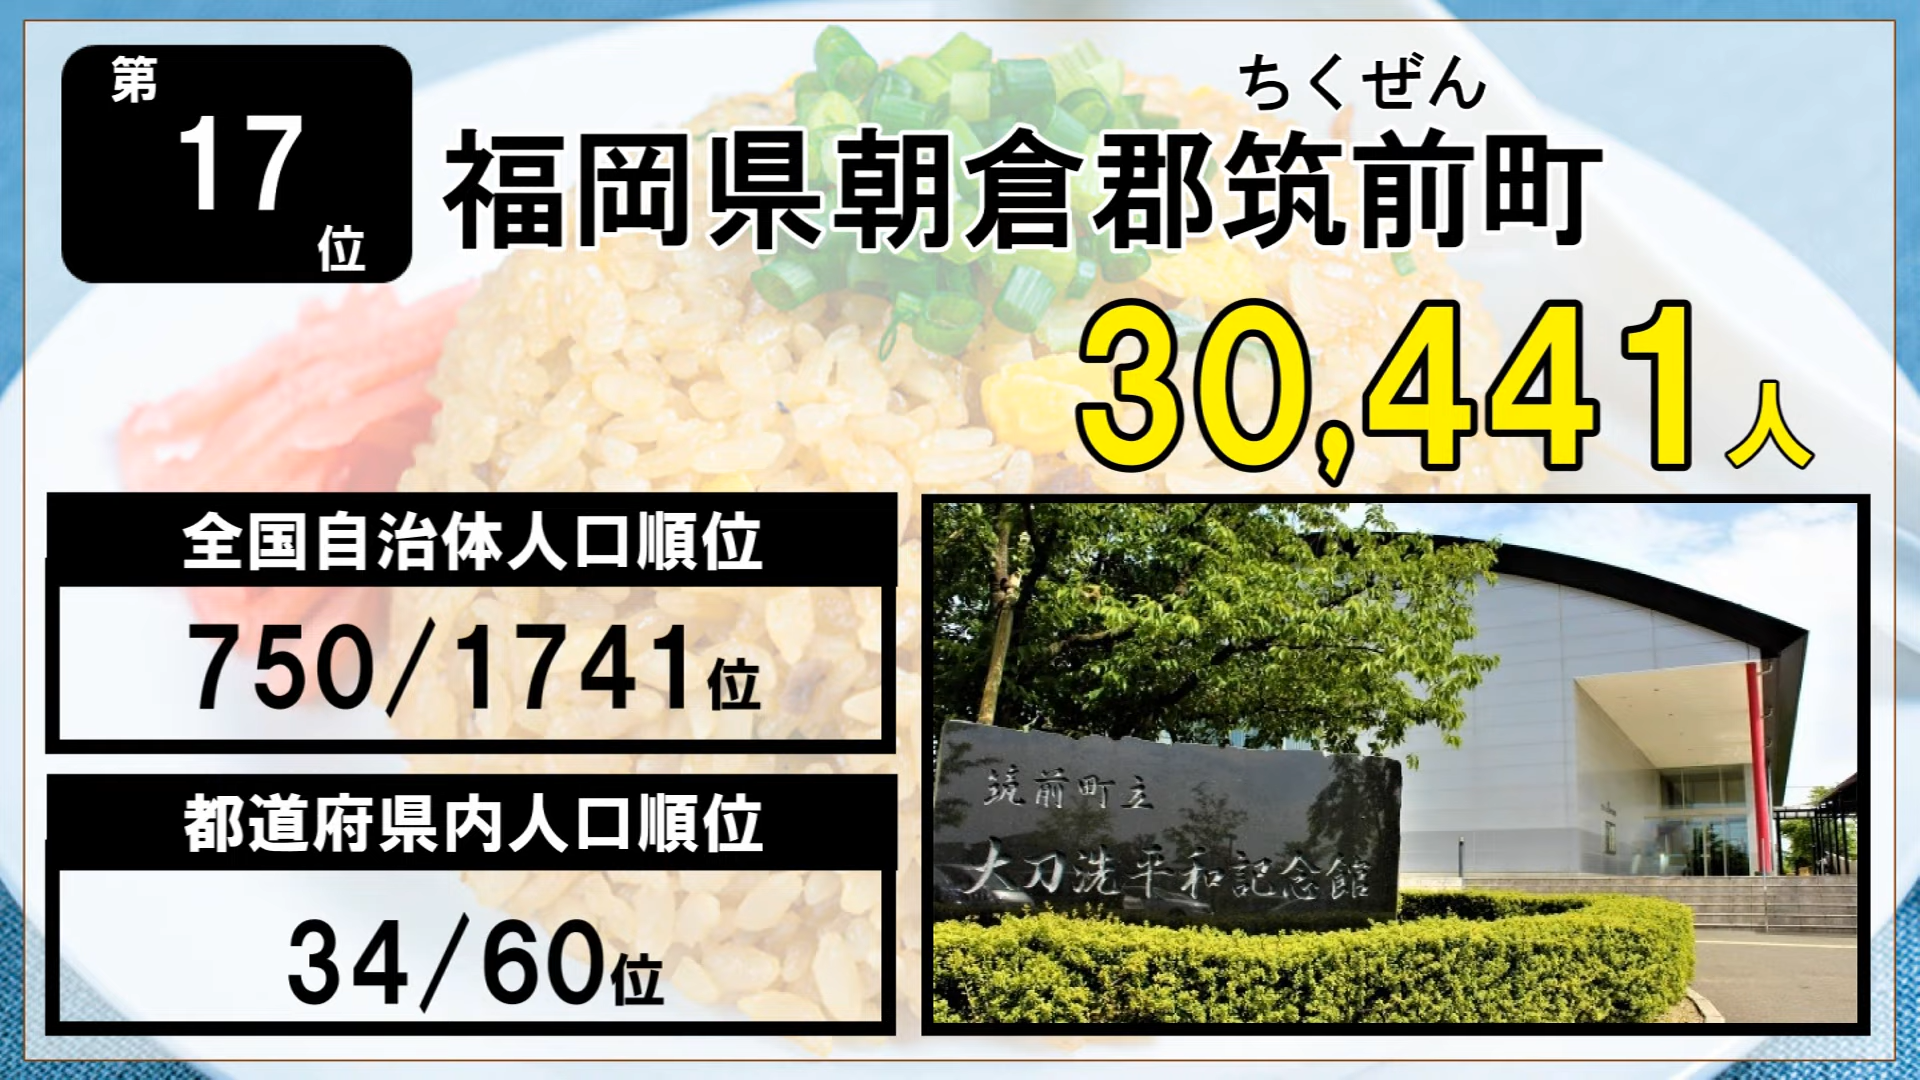 第
17
位
ちくぜん
福岡県朝倉郡筑前町
30,441人
全国自治体人口順位
750/1741位
都道府県内人口順位
34/60位
筑前町立
大刀洗平和記念館